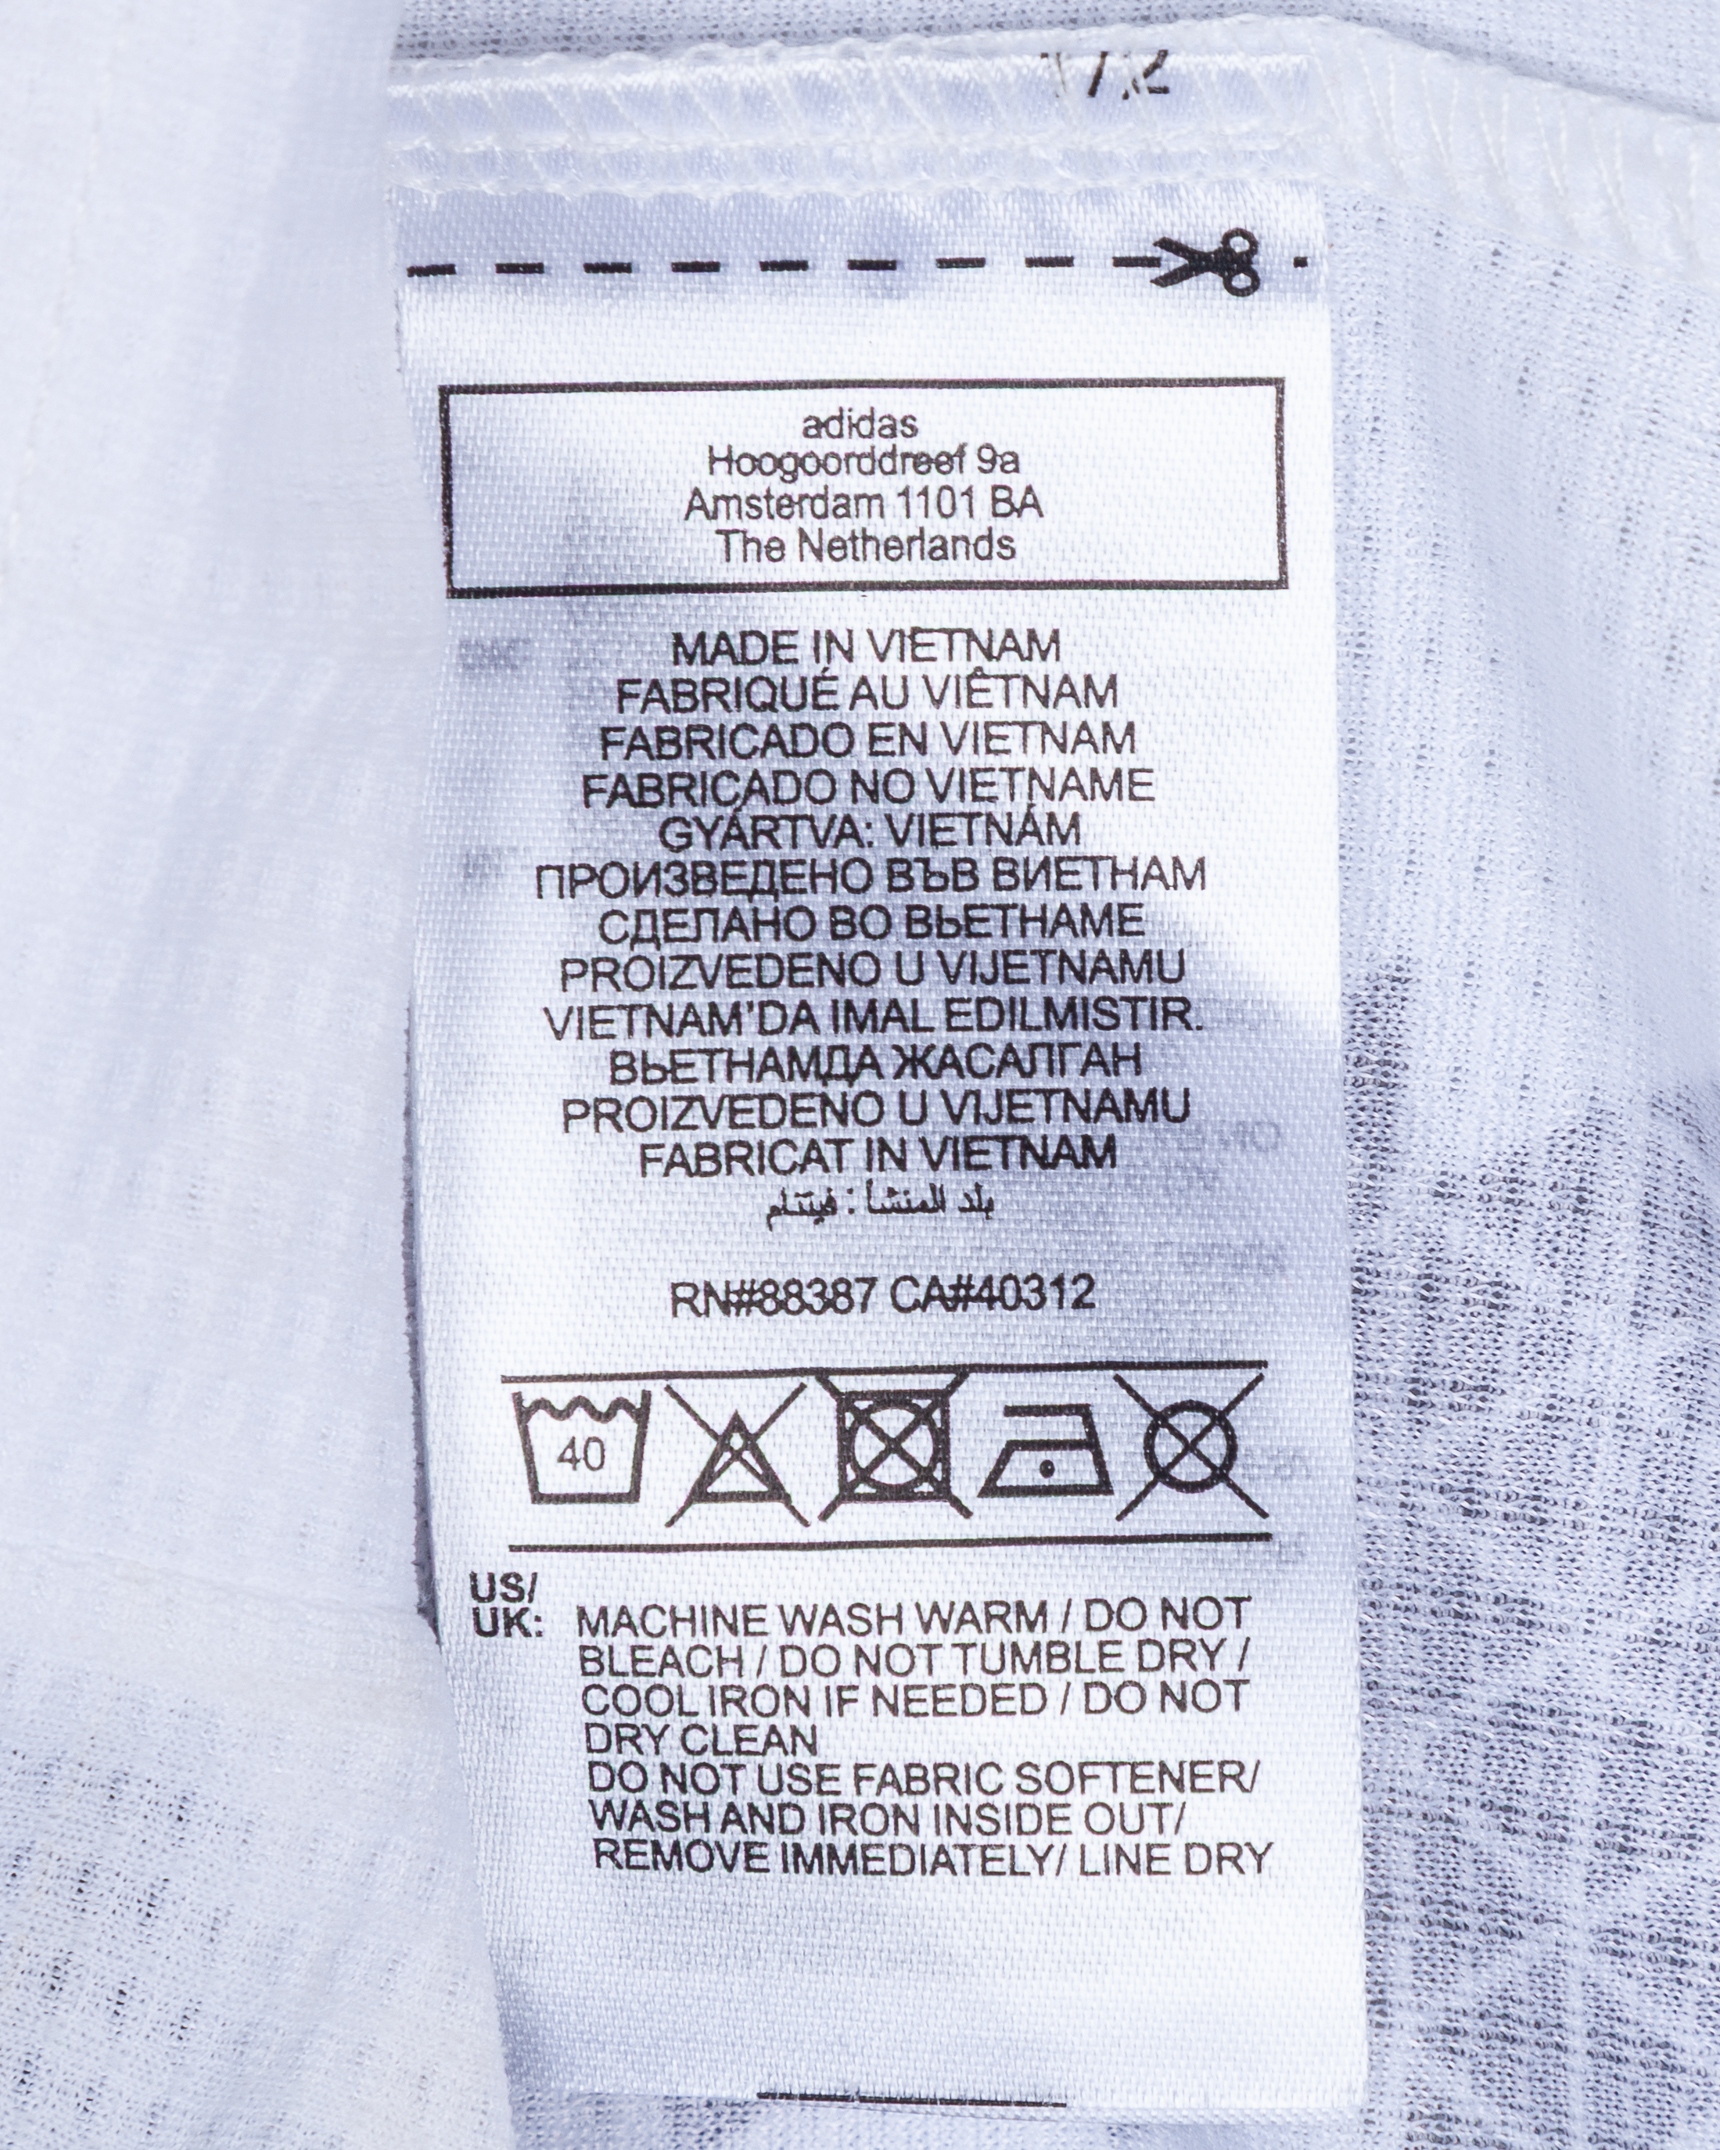 adidas
Hoogoorddreef 9a
Amsterdam 1101 BA
The Netherlands
MADE IN VIETNAM
FABRIQUÉ AU VIÊTNAM
FABRICADO EN VIETNAM
FABRICADO NO VIETNAME
GYÁRTVA: VIETNÁM
ПРОИЗВЕДЕНО ВЪВ ВИЕТНАМ
СДЕЛАНО ВО ВЬЕТНАМЕ
PROIZVEDENO U VIJETNAMU
VIETNAM'DA IMAL EDILMISTIR.
ВЬЕТНАМДА ЖАСАЛГАН
PROIZVEDENO U VIJETNAMU
FABRICAT IN VIETNAM
بلد المنشأ : فيتنام
RN#88387 CA#40312
40
US/
UK: MACHINE WASH WARM / DO NOT
BLEACH / DO NOT TUMBLE DRY /
COOL IRON IF NEEDED / DO NOT
DRY CLEAN
DO NOT USE FABRIC SOFTENER/
WASH AND IRON INSIDE OUT/
REMOVE IMMEDIATELY/ LINE DRY